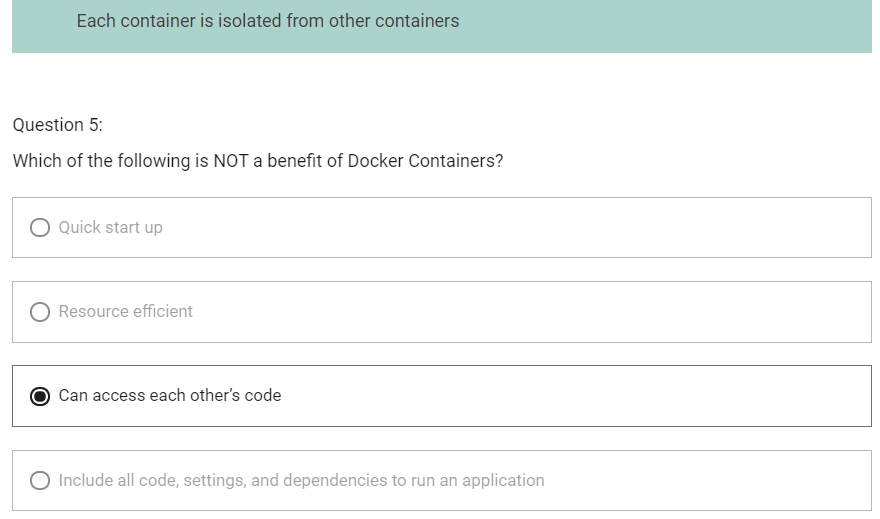 Each container is isolated from other containers
Question 5:
Which of the following is NOT a benefit of Docker Containers?
Quick start up
Resource efficient
Can access each other’s code
Include all code, settings, and dependencies to run an application